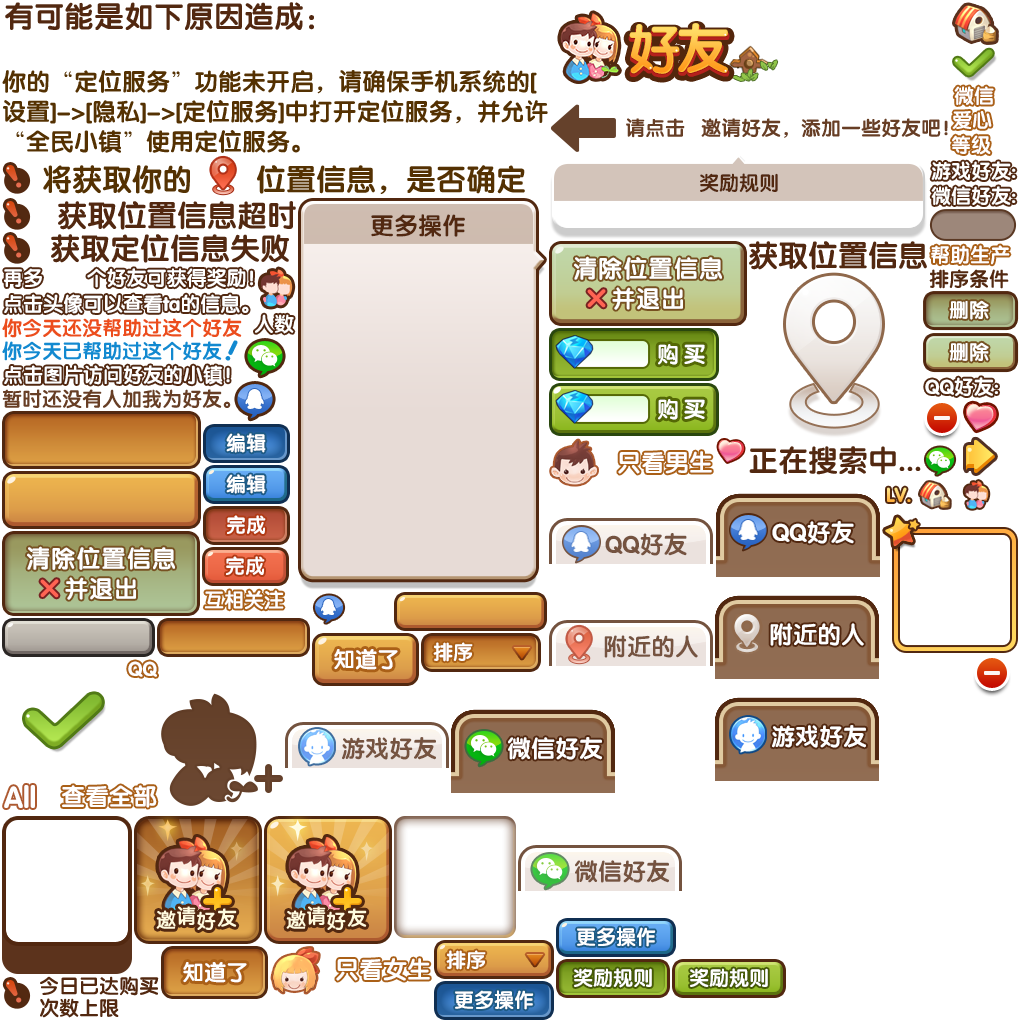 有可能是如下原因造成：
好友
你的“定位服务”功能未开启，请确保手机系统的[
设置]->[隐私]->[定位服务]中打开定位服务，并允许
“全民小镇”使用定位服务。
微信
爱心
等级
请点击 邀请好友，添加一些好友吧！
将获取你的 位置信息，是否确定
奖励规则
游戏好友:
微信好友:
获取位置信息超时
更多操作
获取定位信息失败
获取位置信息
帮助生产
排序条件
再多 个好友可获得奖励！
清除位置信息
并退出
点击头像可以查看ta的信息。
删除
你今天还没帮助过这个好友
人数
你今天已帮助过这个好友！
购买
删除
点击图片访问好友的小镇！
QQ好友:
暂时还没有人加我为好友。
购买
编辑
只看男生
正在搜索中...
编辑
LV.
完成
QQ好友
QQ好友
清除位置信息
并退出
完成
互相关注
附近的人
附近的人
知道了
排序
QQ
游戏好友
微信好友
游戏好友
All
查看全部
微信好友
邀请好友
邀请好友
更多操作
知道了
只看女生
排序
奖励规则
奖励规则
今日已达购买
次数上限
更多操作